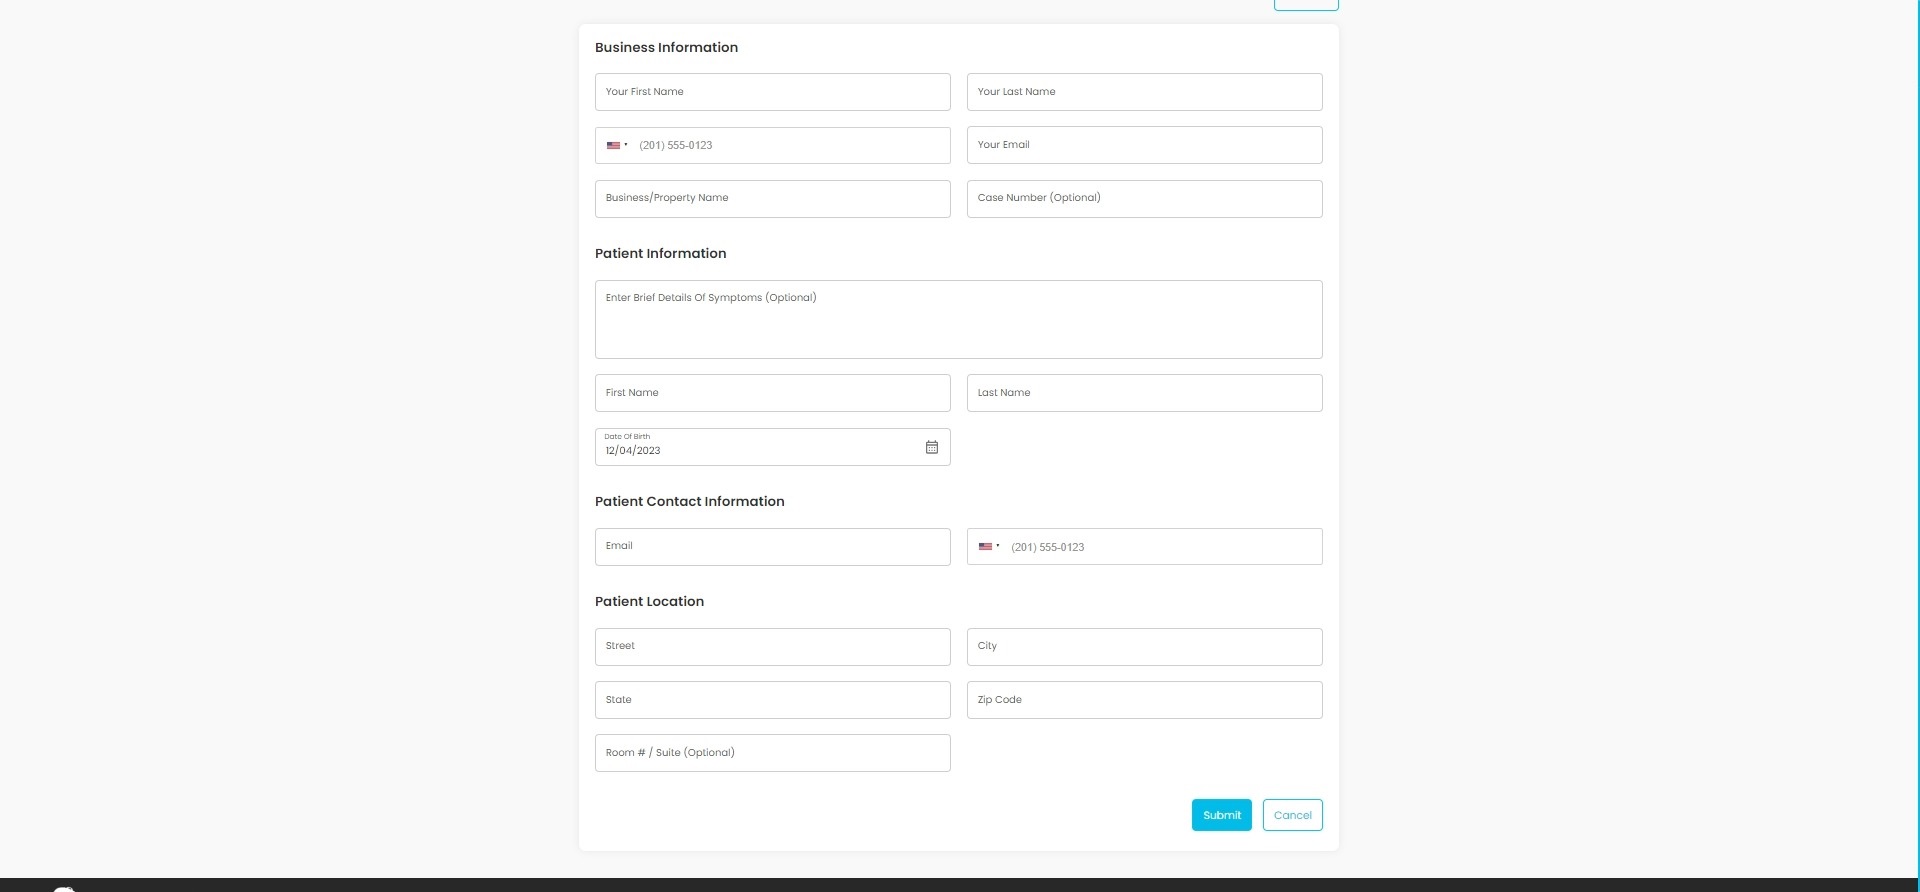 Business Information
Your First Name
Your Last Name
(201) 555-0123
Your Email
Business/Property Name
Case Number (Optional)
Patient Information
Enter Brief Details Of Symptoms (Optional)
First Name
Last Name
Date Of Birth
12/04/2023
Patient Contact Information
Email
(201) 555-0123
Patient Location
Street
City
State
Zip Code
Room # / Suite (Optional)
Submit
Cancel